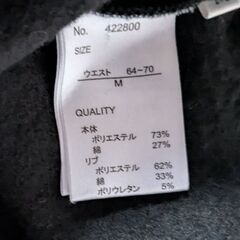 No. 422800
SIZE
ウエスト 64-70
M
QUALITY
本体
ポリエステル 73%
綿 27%
リブ
ポリエステル 62%
綿 33%
ポリウレタン 5%